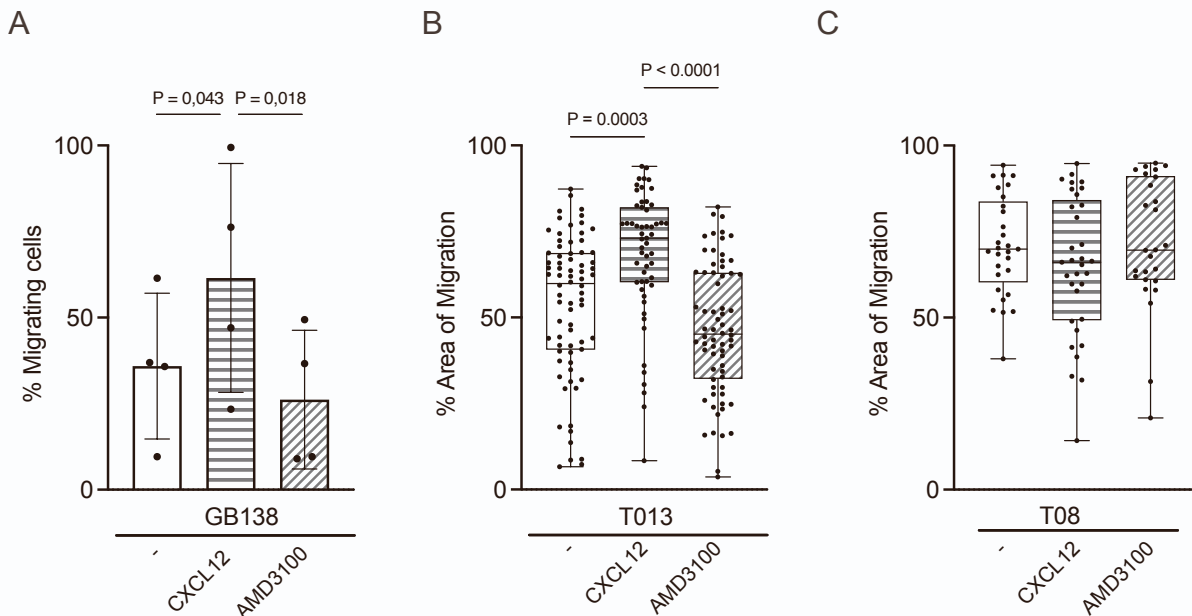 A
B
C
P = 0,043
P = 0,018
P = 0.0003
P < 0.0001
% Migrating cells
100
50
0
GB138
-
CXCL12
AMD3100
% Area of Migration
100
50
0
T013
-
CXCL12
AMD3100
% Area of Migration
100
50
0
T08
-
CXCL12
AMD3100